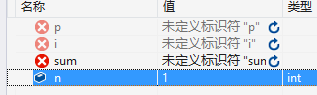 名称 值 类型
p 未定义标识符 "p"
i 未定义标识符 "i"
sum 未定义标识符 "sun
n 1 int